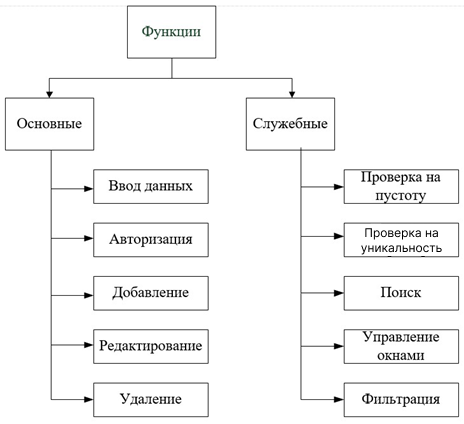 Функции
Основные
Служебные
Ввод данных
Авторизация
Добавление
Редактирование
Удаление
Проверка на
пустоту
Проверка на
уникальность
Поиск
Управление
окнами
Фильтрация